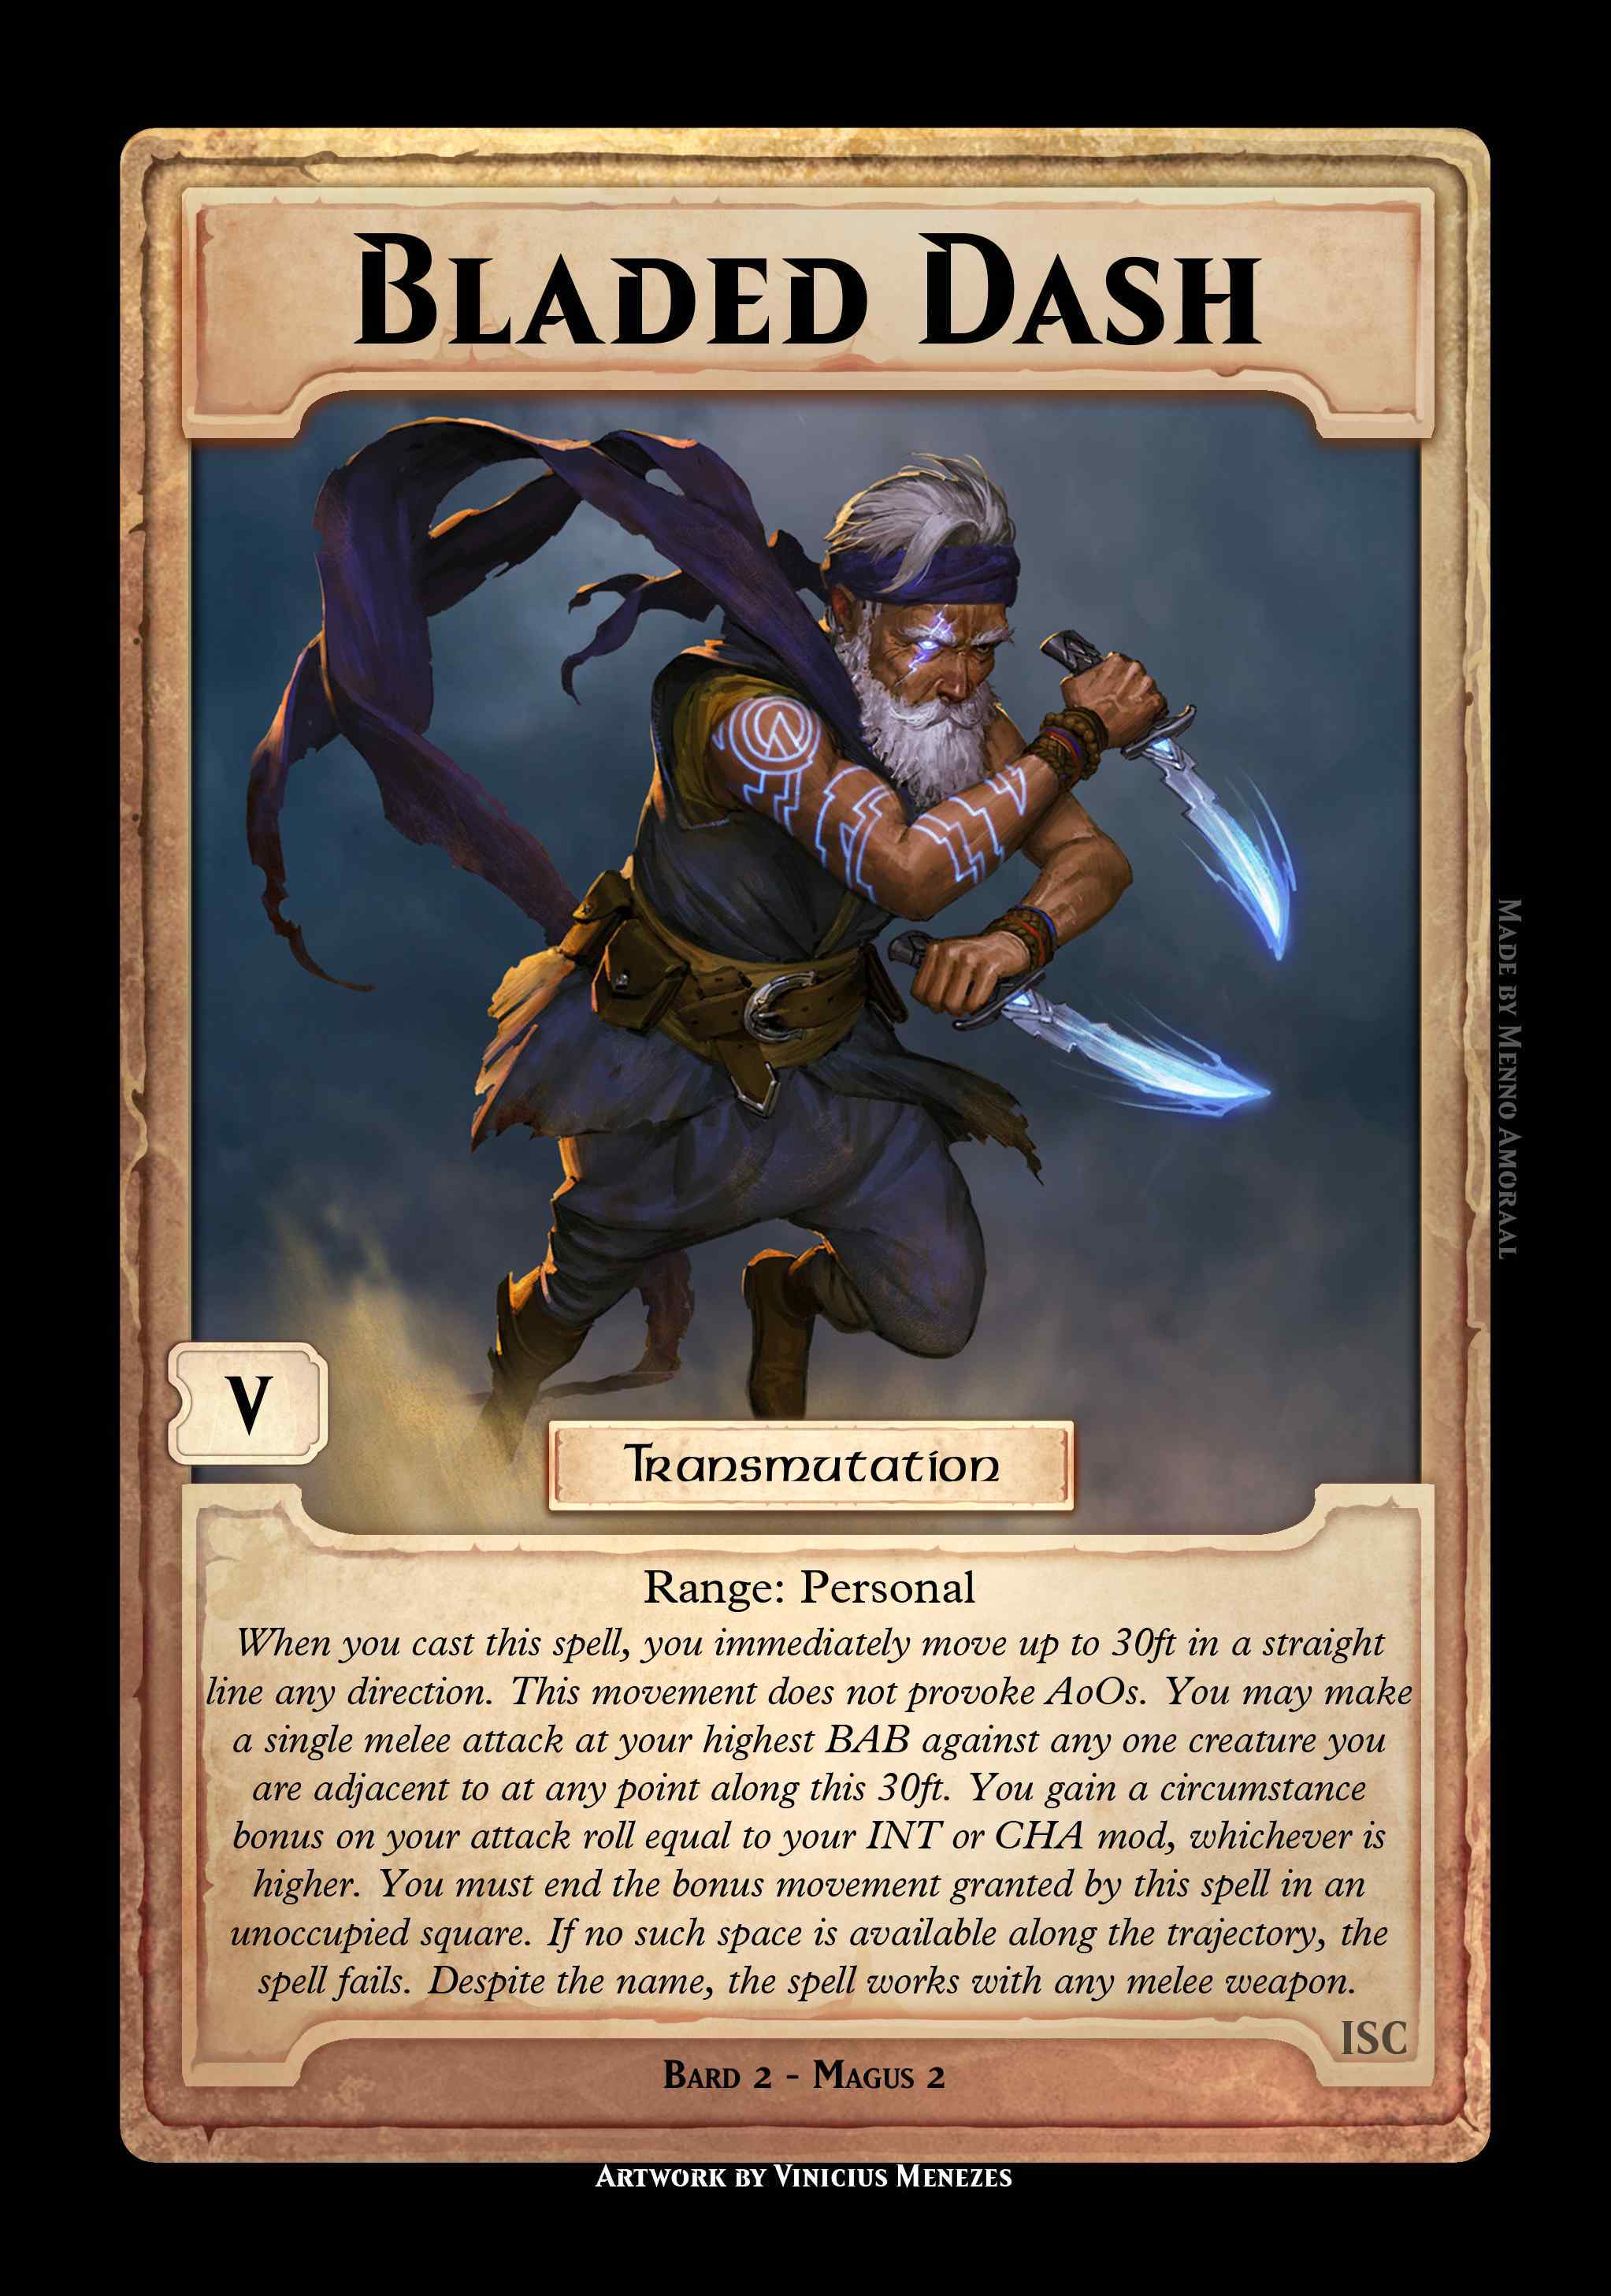 Bladed Dash
Made by Menno Amoraal
V
Transmutation
Range: Personal
When you cast this spell, you immediately move up to 30ft in a straight
line any direction. This movement does not provoke AoOs. You may make
a single melee attack at your highest BAB against any one creature you
are adjacent to at any point along this 30ft. You gain a circumstance
bonus on your attack roll equal to your INT or CHA mod, whichever is
higher. You must end the bonus movement granted by this spell in an
unoccupied square. If no such space is available along the trajectory, the
spell fails. Despite the name, the spell works with any melee weapon.
ISC
Bard 2 - Magus 2
Artwork by Vinicius Menezes